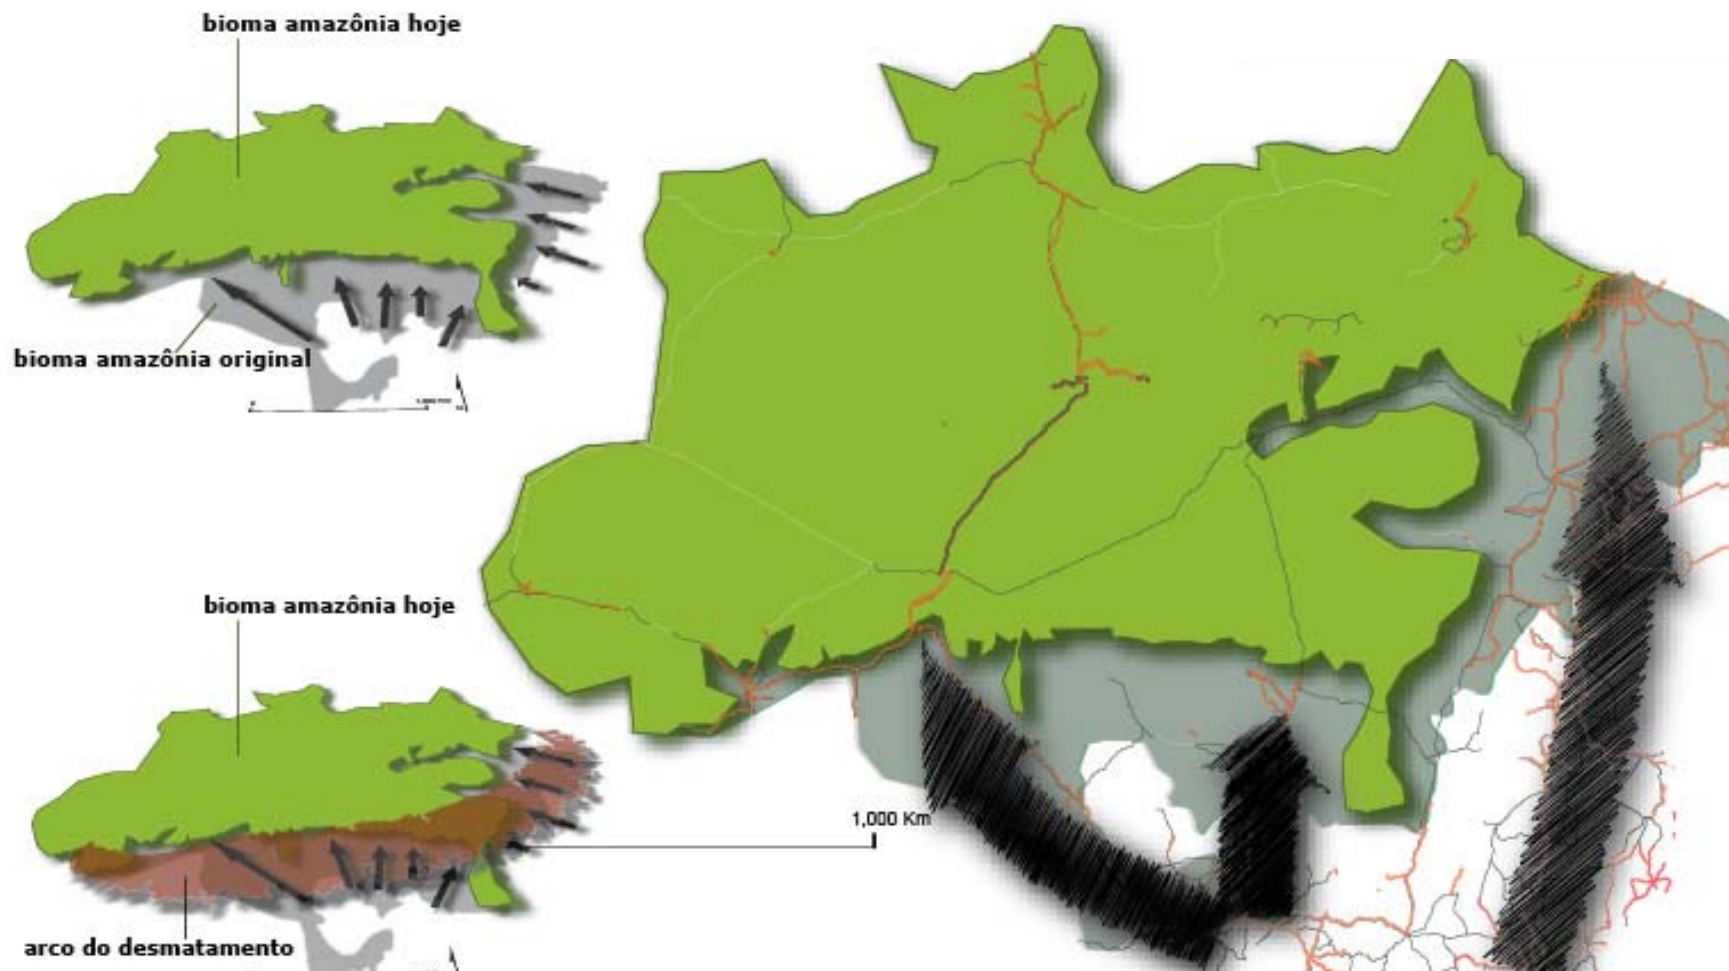 bioma amazônia hoje
bioma amazônia original
bioma amazônia hoje
1,000 Km
arco do desmatamento